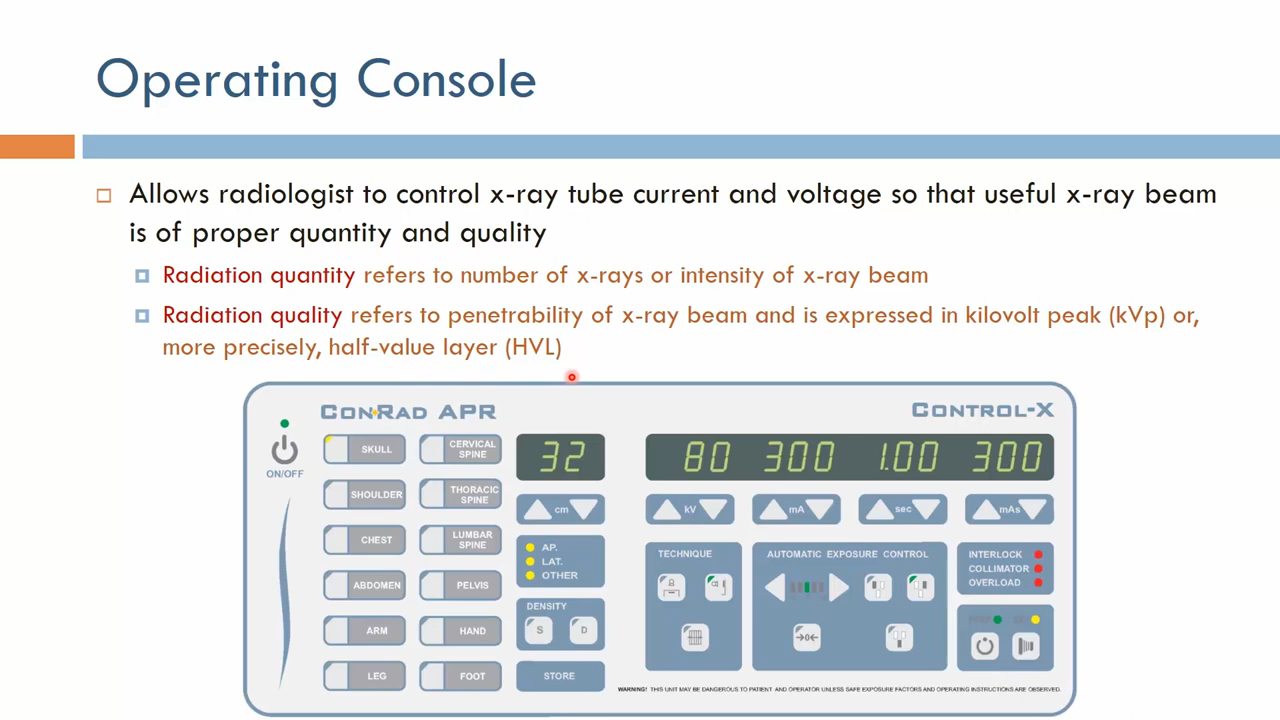 Operating Console
Allows radiologist to control x-ray tube current and voltage so that useful x-ray beam
is of proper quantity and quality
Radiation quantity refers to number of x-rays or intensity of x-ray beam
Radiation quality refers to penetrability of x-ray beam and is expressed in kilovolt peak (kVp) or,
more precisely, half-value layer (HVL)
CONRAD APR
CONTROL-X
ON/OFF
SKULL
CERVICAL
SPINE
SHOULDER
THORACIC
SPINE
CHEST
LUMBAR
SPINE
ABDOMEN
PELVIS
ARM
HAND
LEG
FOOT
32
cm
AP.
LAT.
OTHER
DENSITY
S D
STORE
80 300 1.00 300
kV mA sec mAs
TECHNIQUE
AUTOMATIC EXPOSURE CONTROL
INTERLOCK
COLLIMATOR
OVERLOAD
WARNING! THIS UNIT MAY BE DANGEROUS TO PATIENT AND OPERATOR UNLESS SAFE EXPOSURE FACTORS AND OPERATING INSTRUCTIONS ARE OBSERVED.